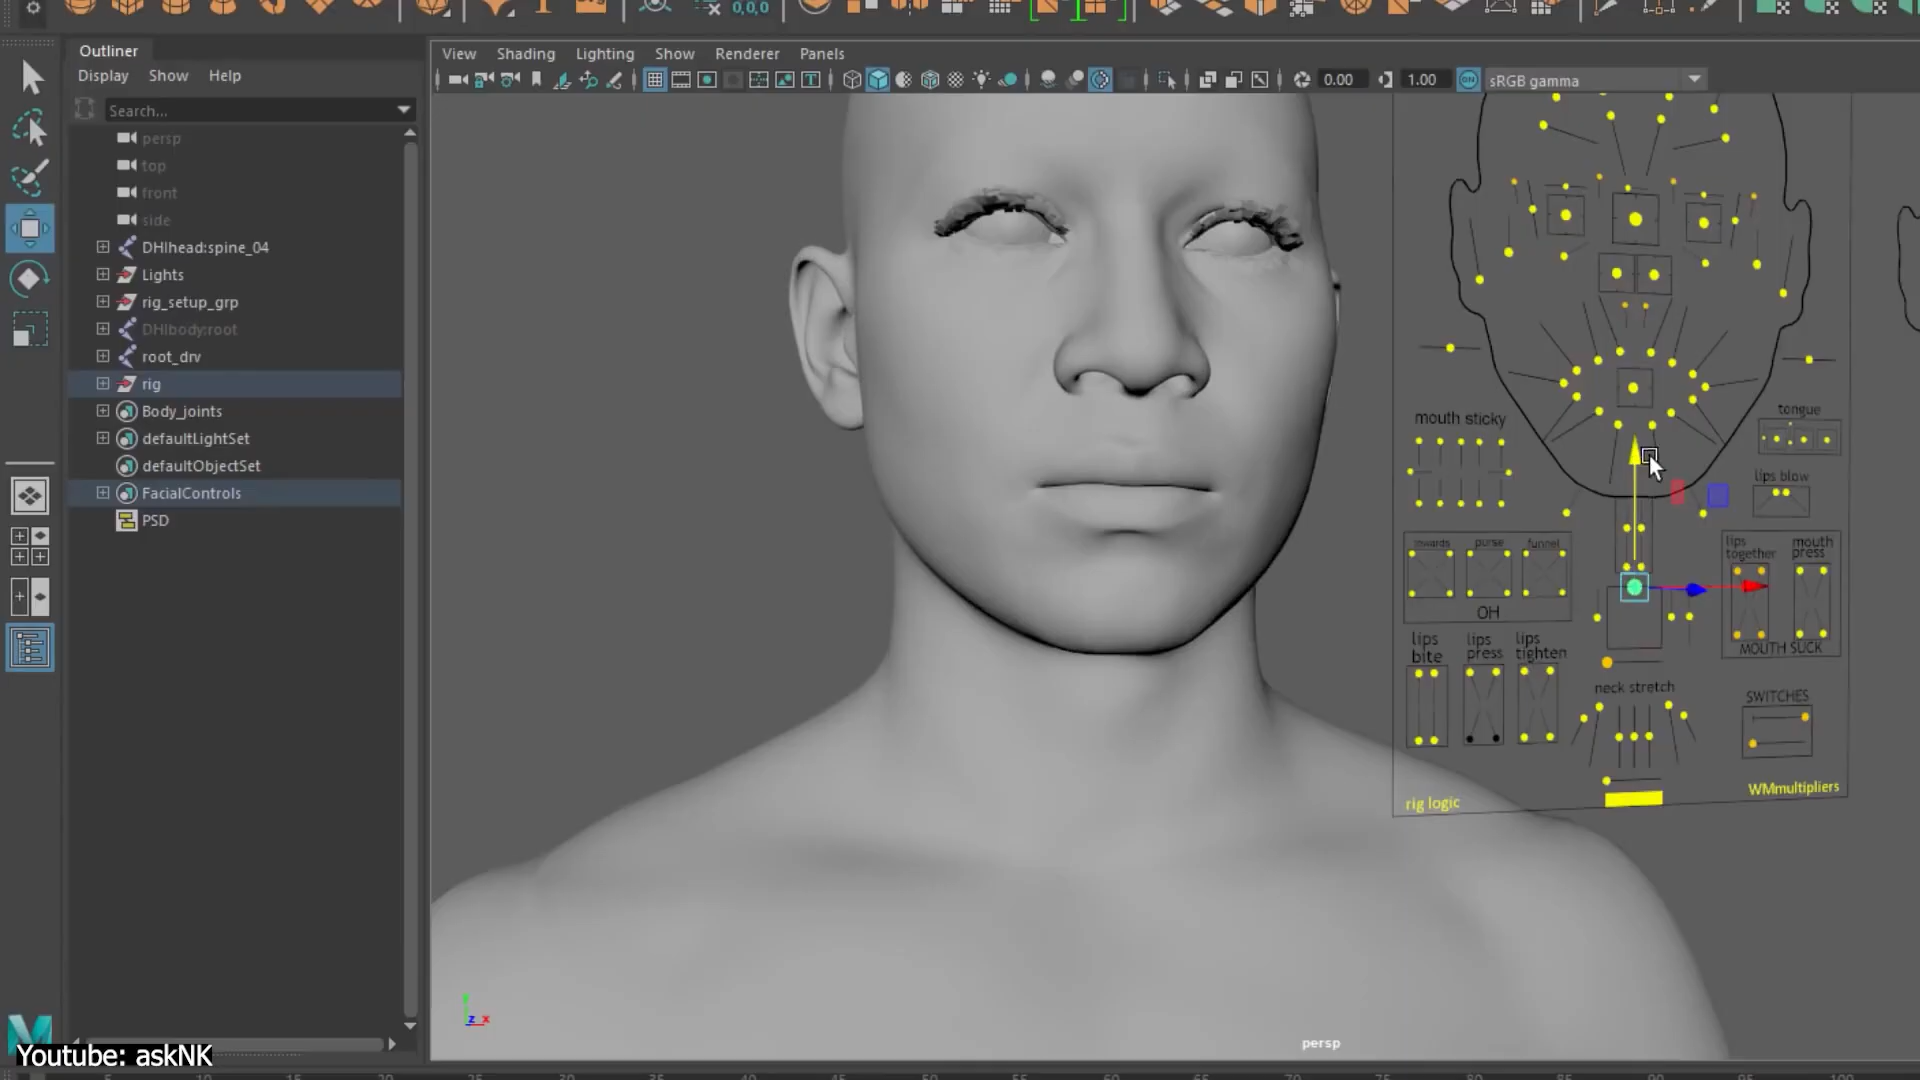 0,0,0
Outliner
Display Show Help
Search...
persp
top
front
side
DHIhead:spine_04
Lights
rig_setup_grp
DHIbody:root
root_drv
rig
Body_joints
defaultLightSet
defaultObjectSet
FacialControls
PSD
View Shading Lighting Show Renderer Panels
0.00 1.00 ON sRGB gamma
mouth sticky
tongue
lips blow
towards purse funnel
OH
lips together
mouth press
MOUTH SUCK
lips bite
lips press
lips tighten
neck stretch
SWITCHES
rig logic
WMmultipliers
y
z x
persp
Youtube: askNK